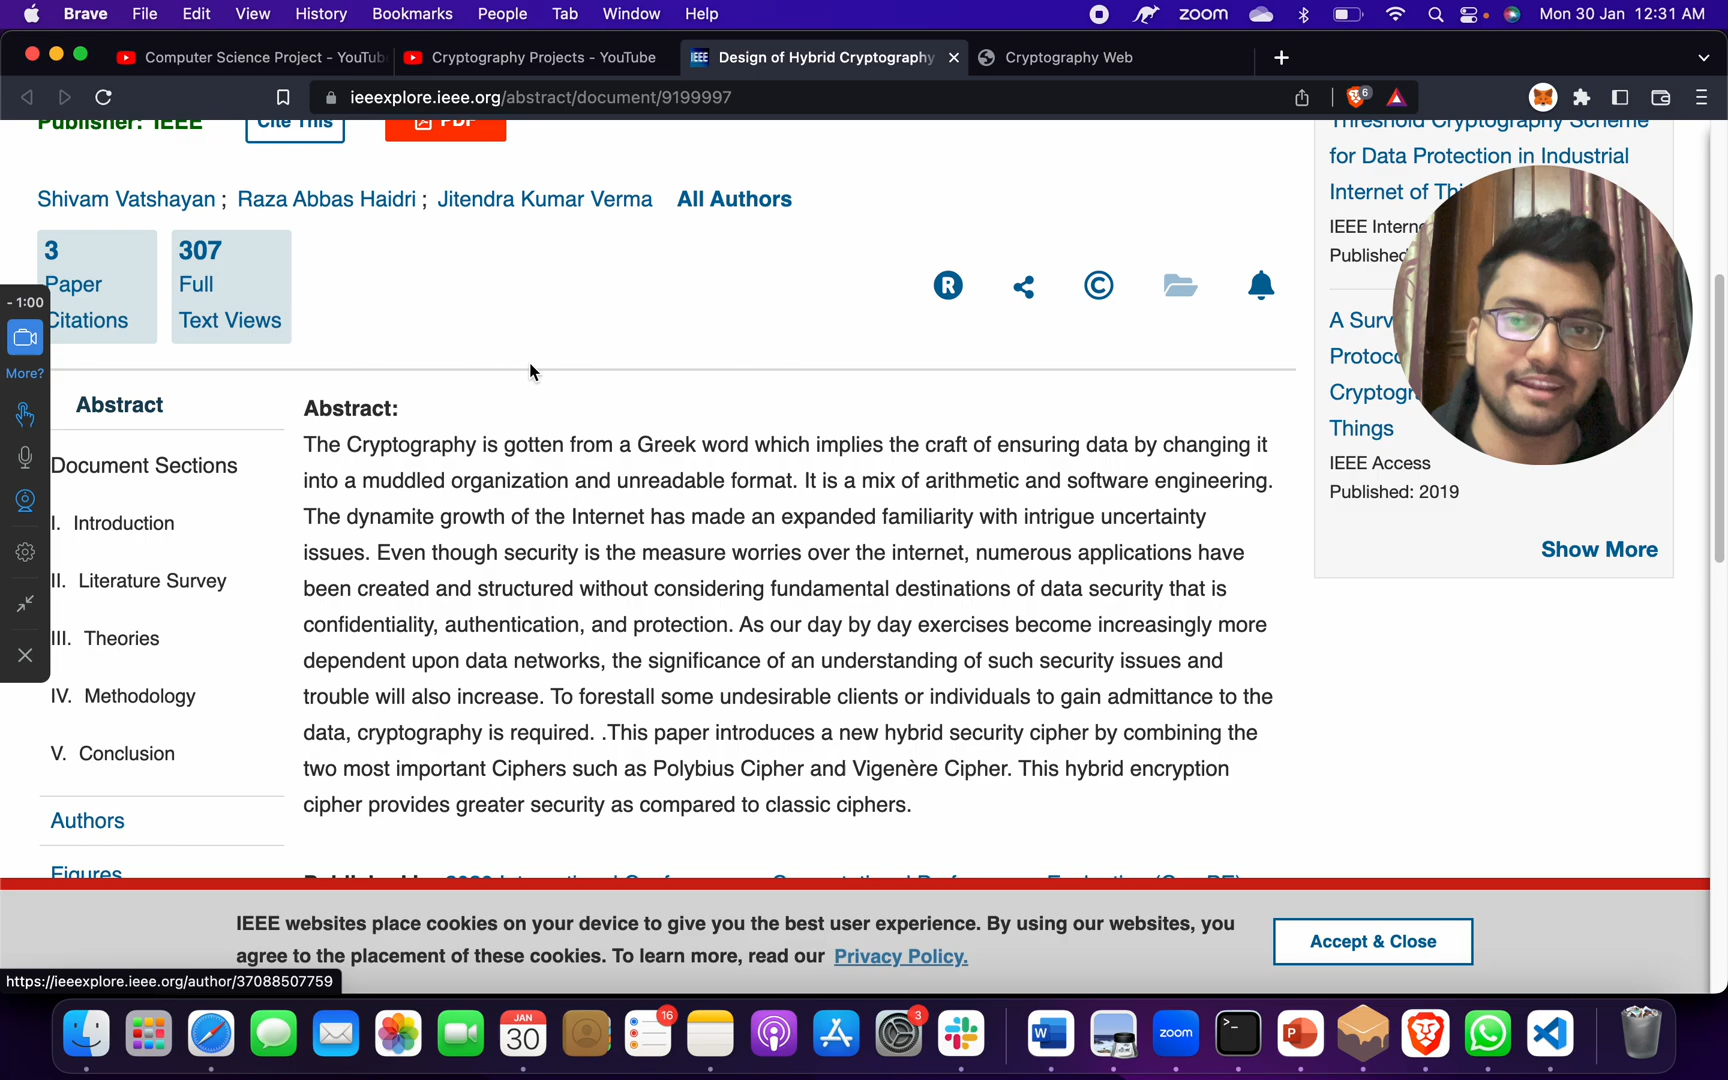 Brave File Edit View History Bookmarks People Tab Window Help
zoom
Mon 30 Jan 12:31 AM
Computer Science Project - YouTub
Cryptography Projects - YouTube
IEEE Design of Hybrid Cryptography
Cryptography Web
ieeexplore.ieee.org/abstract/document/9199997
6
Publisher: IEEE
Cite This
PDF
Shivam Vatshayan ; Raza Abbas Haidri ; Jitendra Kumar Verma All Authors
3
Paper
Citations
307
Full
Text Views
R
©
- 1:00
More?
Abstract
Document Sections
I. Introduction
II. Literature Survey
III. Theories
IV. Methodology
V. Conclusion
Authors
Figures
Abstract:
The Cryptography is gotten from a Greek word which implies the craft of ensuring data by changing it
into a muddled organization and unreadable format. It is a mix of arithmetic and software engineering.
The dynamite growth of the Internet has made an expanded familiarity with intrigue uncertainty
issues. Even though security is the measure worries over the internet, numerous applications have
been created and structured without considering fundamental destinations of data security that is
confidentiality, authentication, and protection. As our day by day exercises become increasingly more
dependent upon data networks, the significance of an understanding of such security issues and
trouble will also increase. To forestall some undesirable clients or individuals to gain admittance to the
data, cryptography is required. .This paper introduces a new hybrid security cipher by combining the
two most important Ciphers such as Polybius Cipher and Vigenère Cipher. This hybrid encryption
cipher provides greater security as compared to classic ciphers.
Threshold Cryptography Scheme
for Data Protection in Industrial
Internet of Thi
IEEE Interne
Published
A Surv
Protoco
Cryptogr
Things
IEEE Access
Published: 2019
Show More
IEEE websites place cookies on your device to give you the best user experience. By using our websites, you
agree to the placement of these cookies. To learn more, read our Privacy Policy.
Accept & Close
https://ieeexplore.ieee.org/author/37088507759
JAN
30
16
3
W
zoom
>_
P